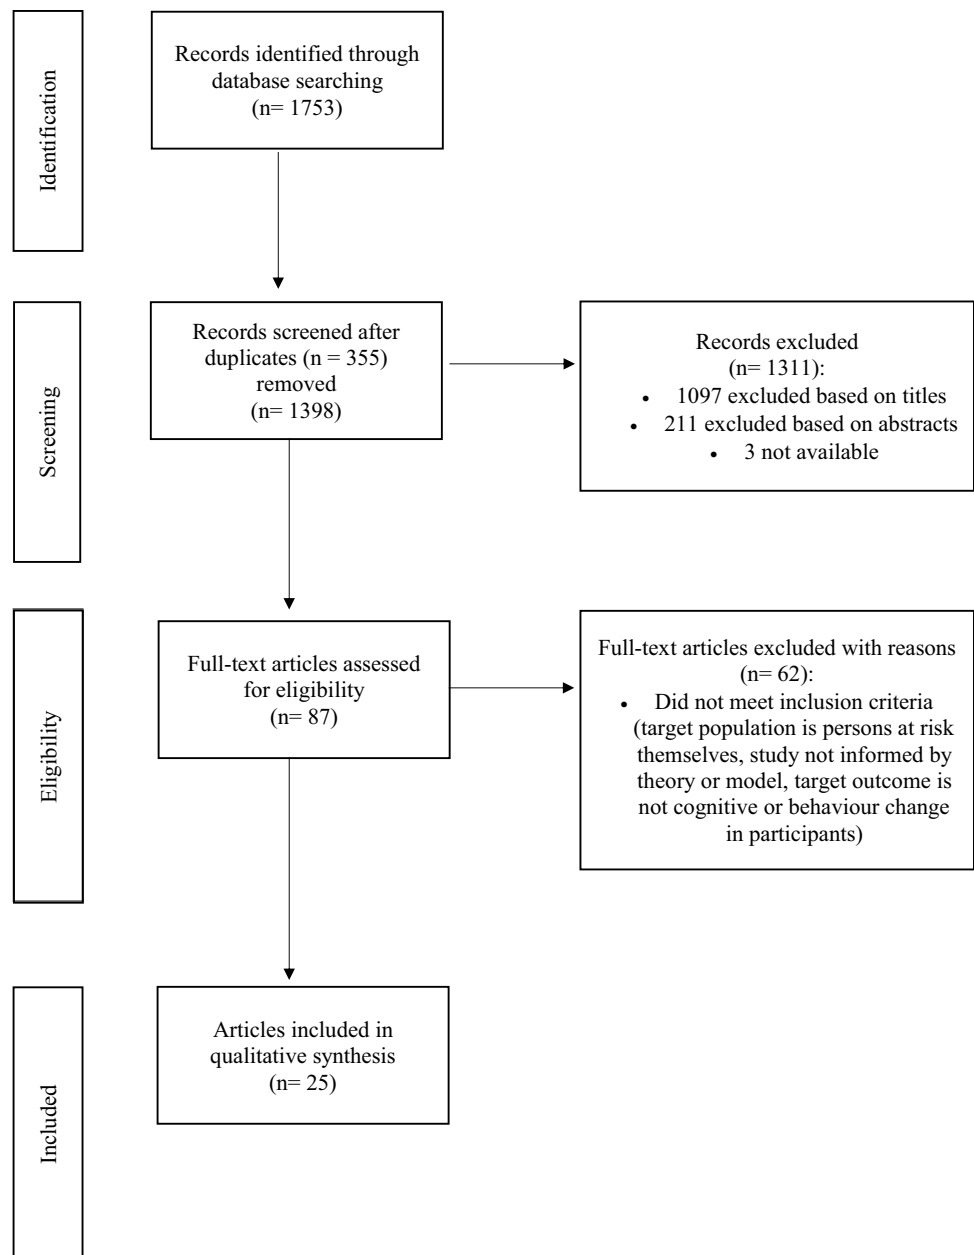 Identification
Records identified through
database searching
(n= 1753)
Screening
Records screened after
duplicates (n = 355)
removed
(n= 1398)
Records excluded
(n= 1311):
• 1097 excluded based on titles
• 211 excluded based on abstracts
• 3 not available
Eligibility
Full-text articles assessed
for eligibility
(n= 87)
Full-text articles excluded with reasons
(n= 62):
• Did not meet inclusion criteria
(target population is persons at risk
themselves, study not informed by
theory or model, target outcome is
not cognitive or behaviour change
in participants)
Included
Articles included in
qualitative synthesis
(n= 25)